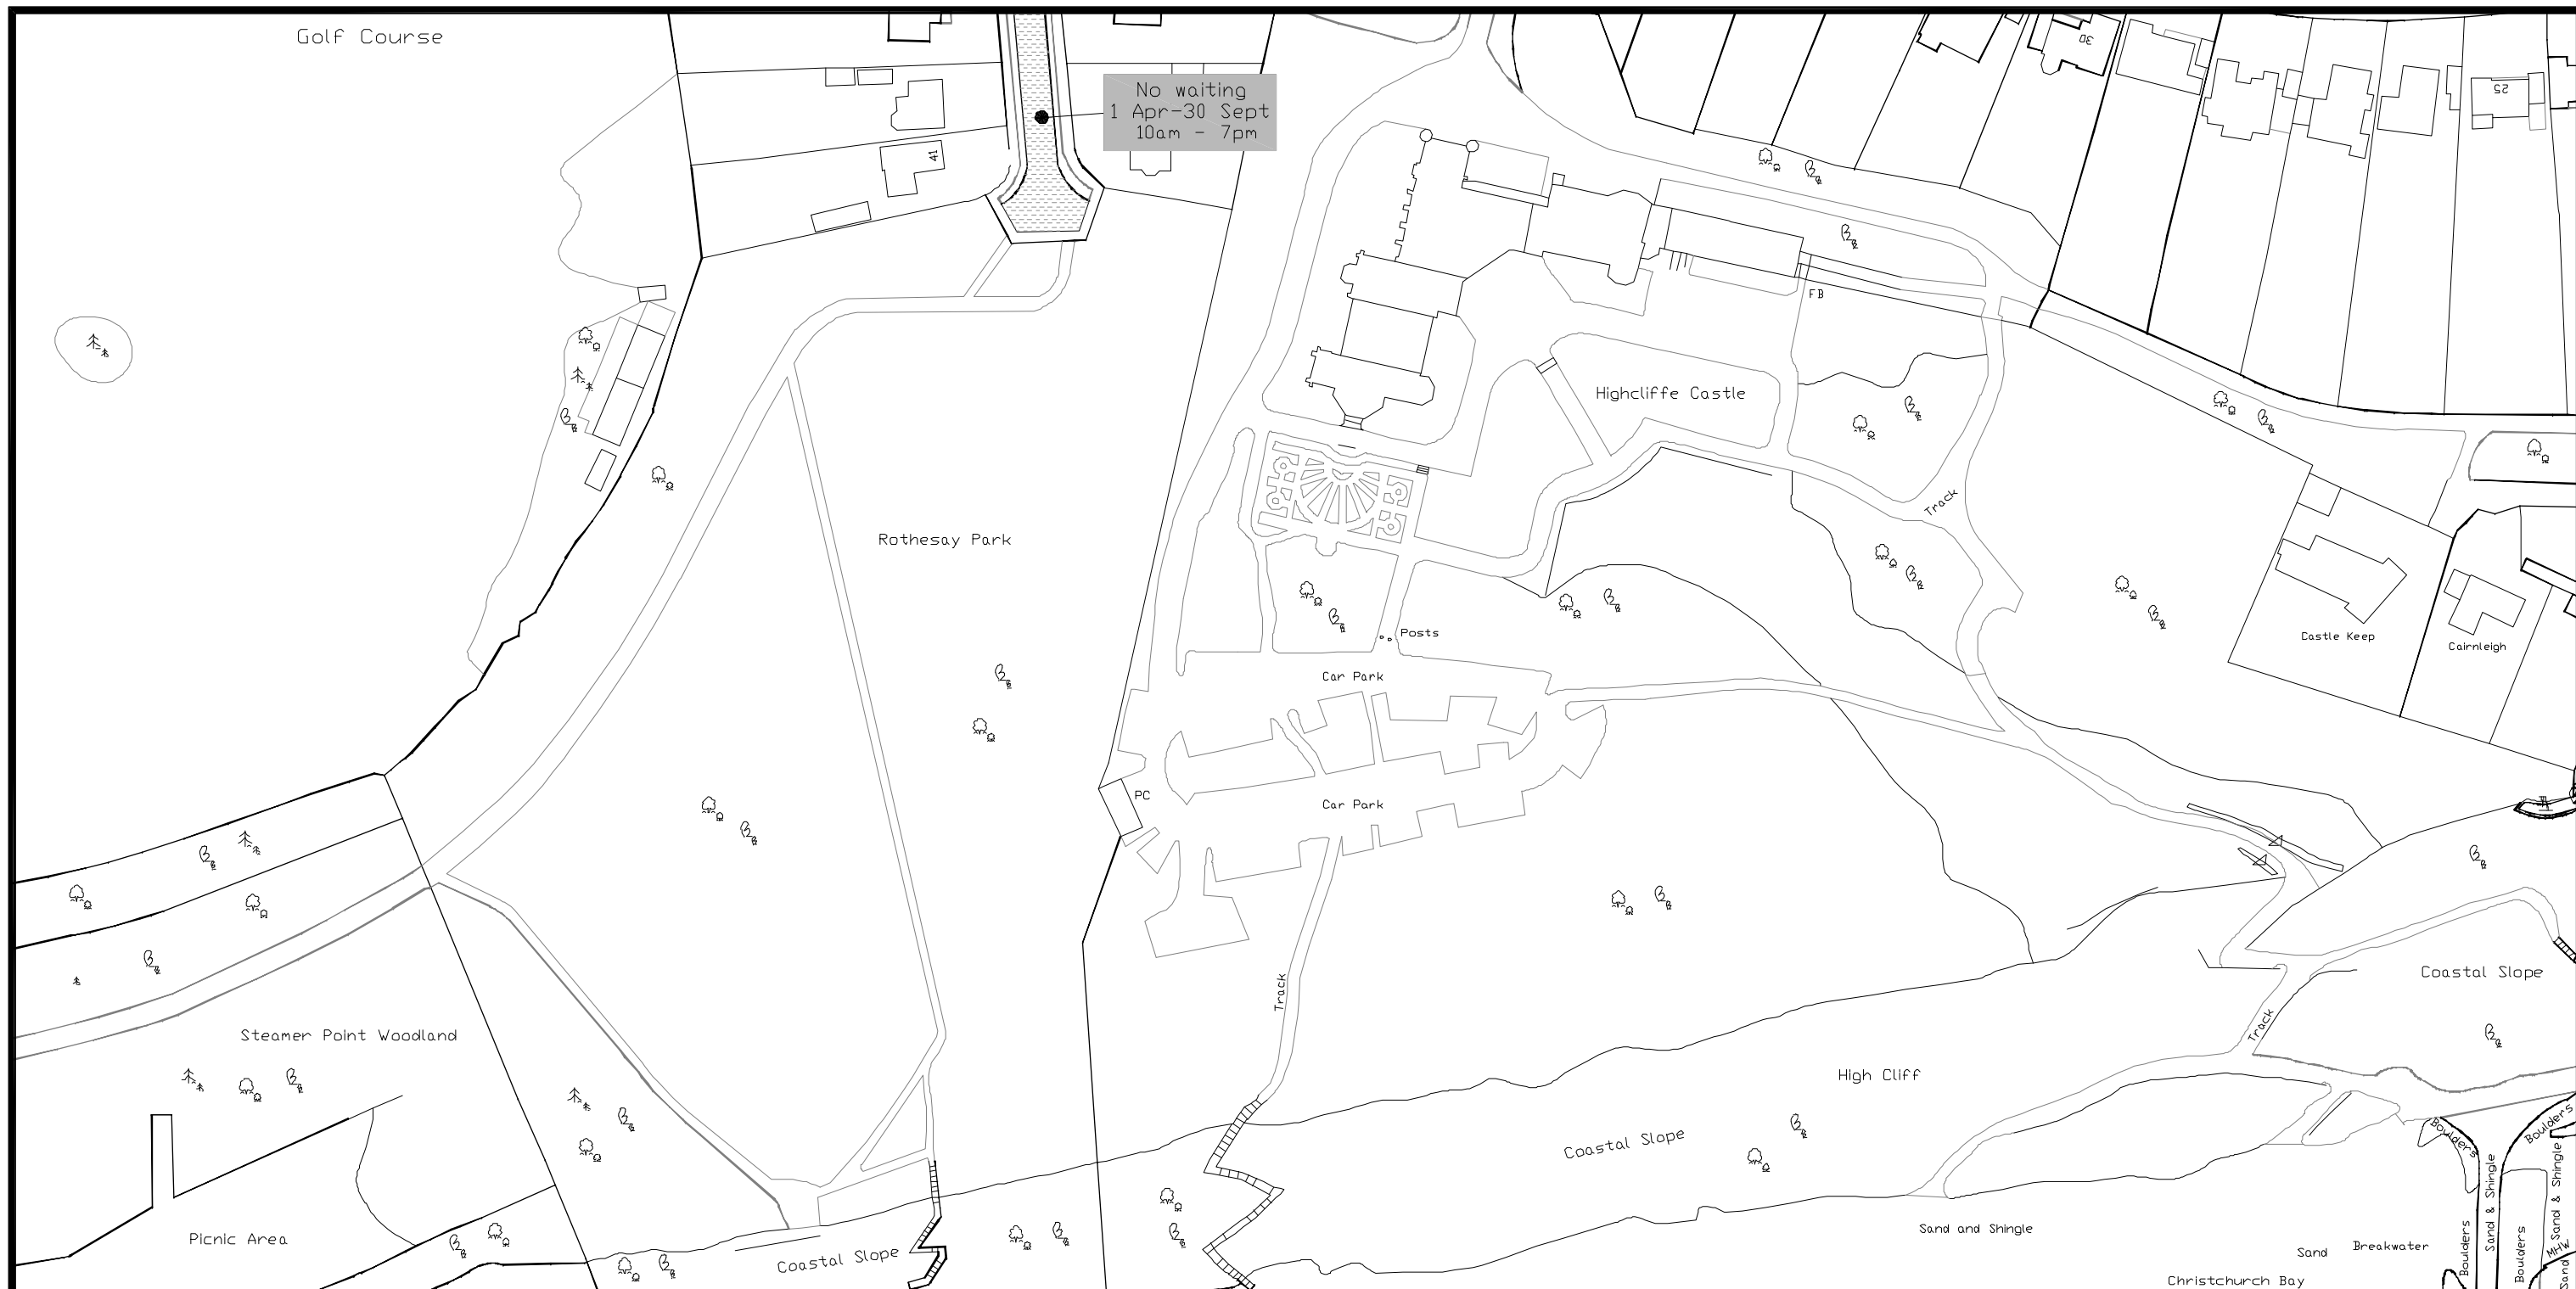 Golf Course
No waiting
1 Apr-30 Sept
10am - 7pm
30
25
41
FB
Highcliffe Castle
Track
Rothesay Park
Posts
Castle Keep
Cairnleigh
Car Park
PC
Car Park
Track
Coastal Slope
Track
Steamer Point Woodland
High Cliff
Coastal Slope
Boulders
Boulders
Sand & Shingle
Sand & Shingle
Picnic Area
Coastal Slope
Sand and Shingle
Sand
Breakwater
Boulders
Boulders
MHW
Sand
Christchurch Bay